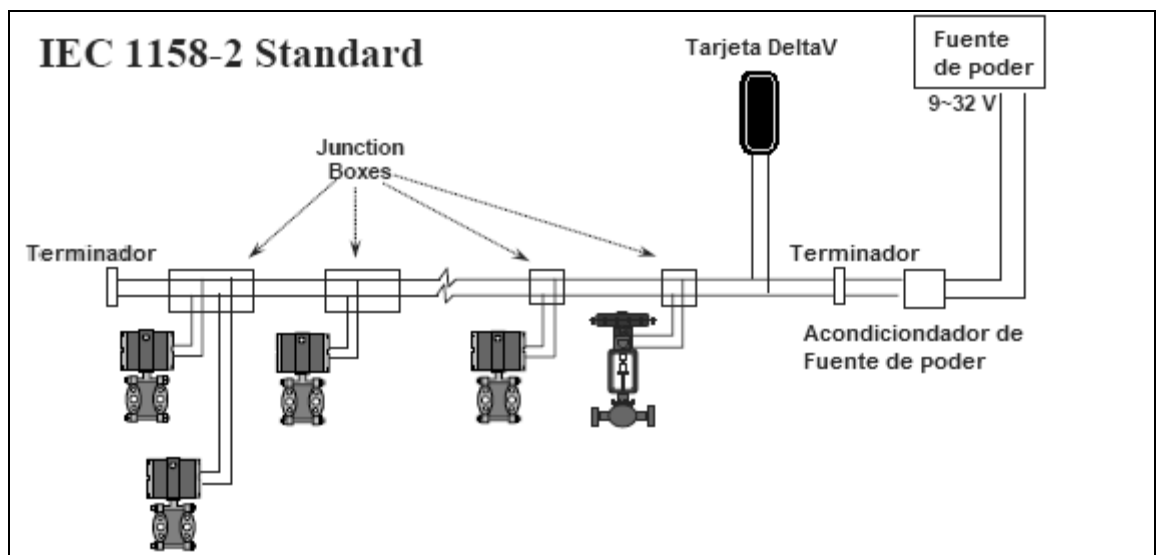 IEC 1158-2 Standard
Tarjeta DeltaV
Fuente
de poder
9~32 V
Junction
Boxes
Terminador
Terminador
Acondiciondador de
Fuente de poder